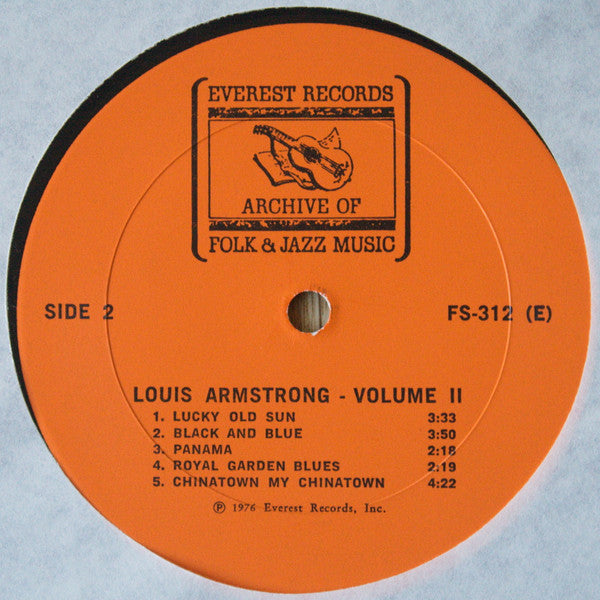 EVEREST RECORDS
ARCHIVE OF
FOLK & JAZZ MUSIC
SIDE 2
FS-312 (E)
LOUIS ARMSTRONG - VOLUME II
1. LUCKY OLD SUN 3:33
2. BLACK AND BLUE 3:50
3. PANAMA 2:18
4. ROYAL GARDEN BLUES 2:19
5. CHINATOWN MY CHINATOWN 4:22
℗ 1976 Everest Records, Inc.